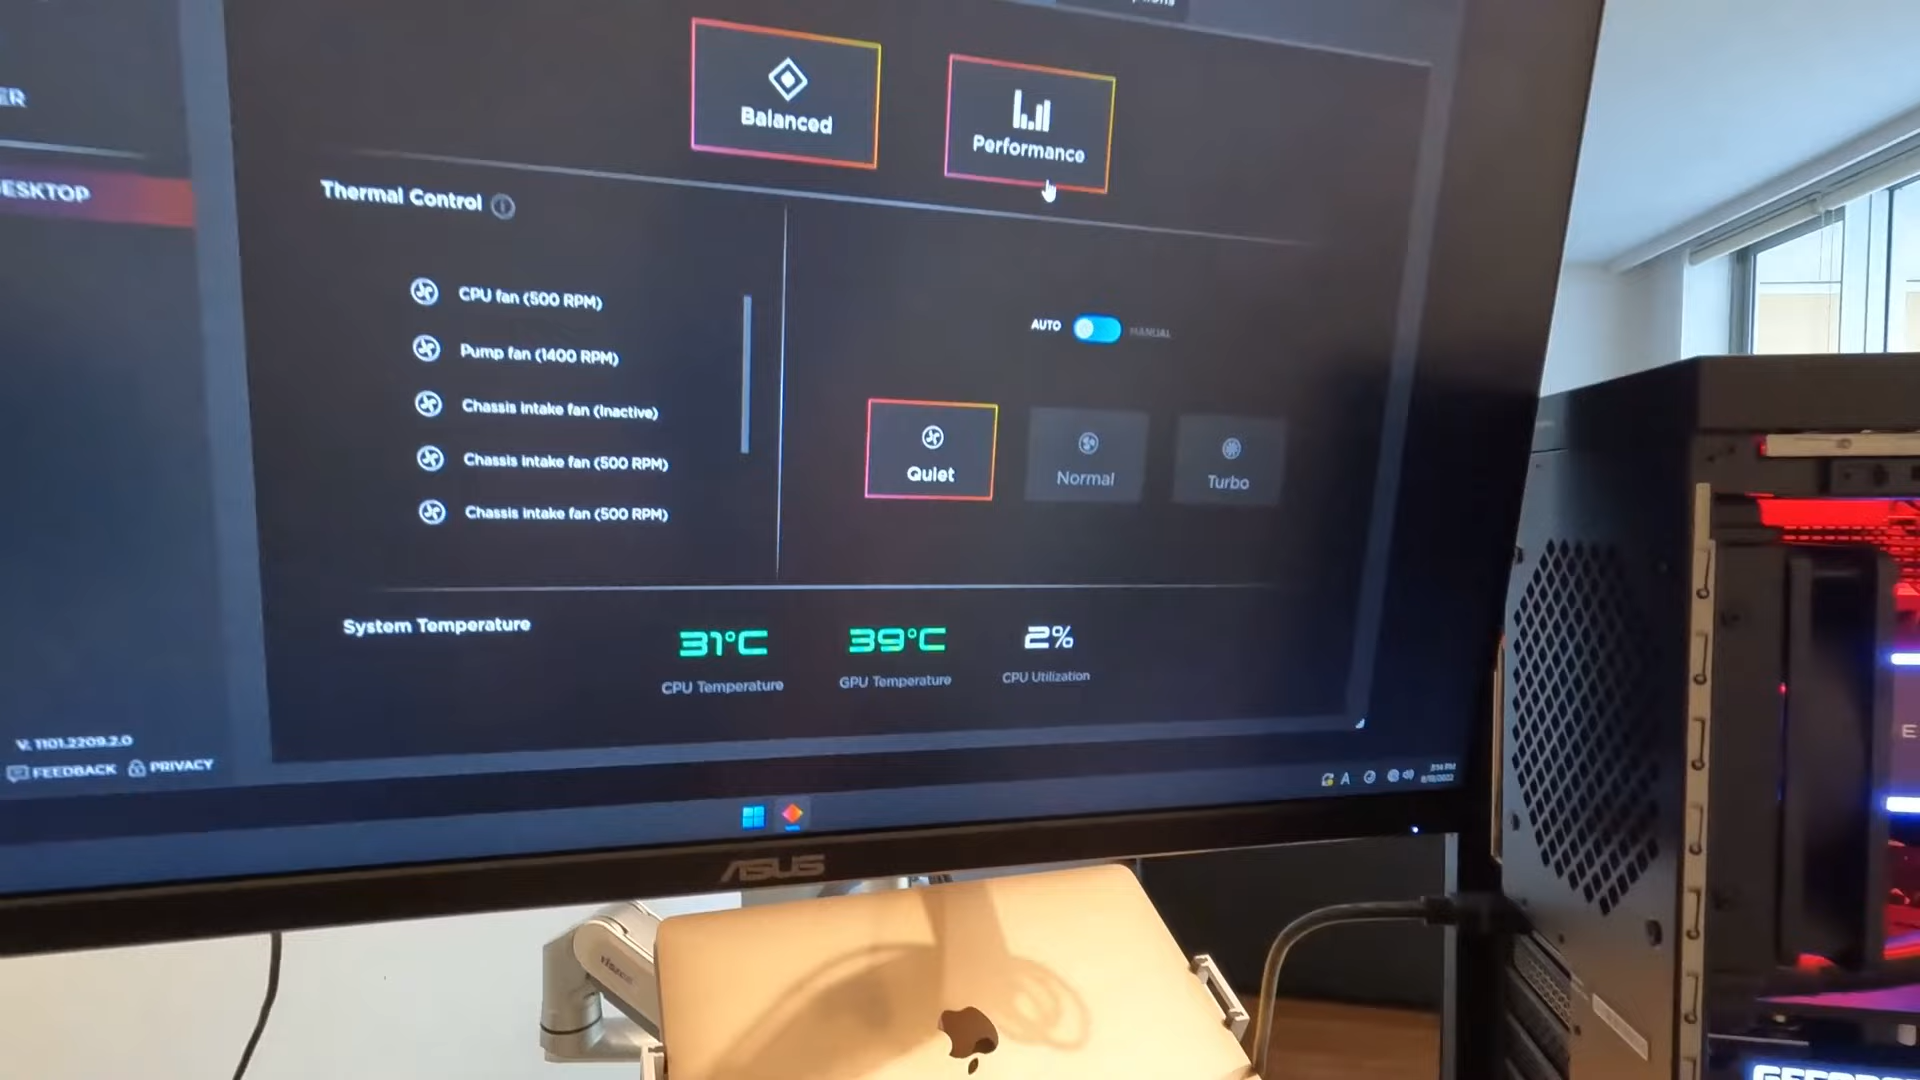 ER
Balanced
Performance
ESKTOP
Thermal Control
CPU fan (500 RPM)
AUTO
MANUAL
Pump fan (1400 RPM)
Chassis intake fan (Inactive)
Chassis intake fan (500 RPM)
Quiet
Normal
Turbo
Chassis intake fan (500 RPM)
System Temperature
31°C
39°C
2%
CPU Temperature
GPU Temperature
CPU Utilization
V: 1101.2209.2.0
FEEDBACK
PRIVACY
A
ASUS